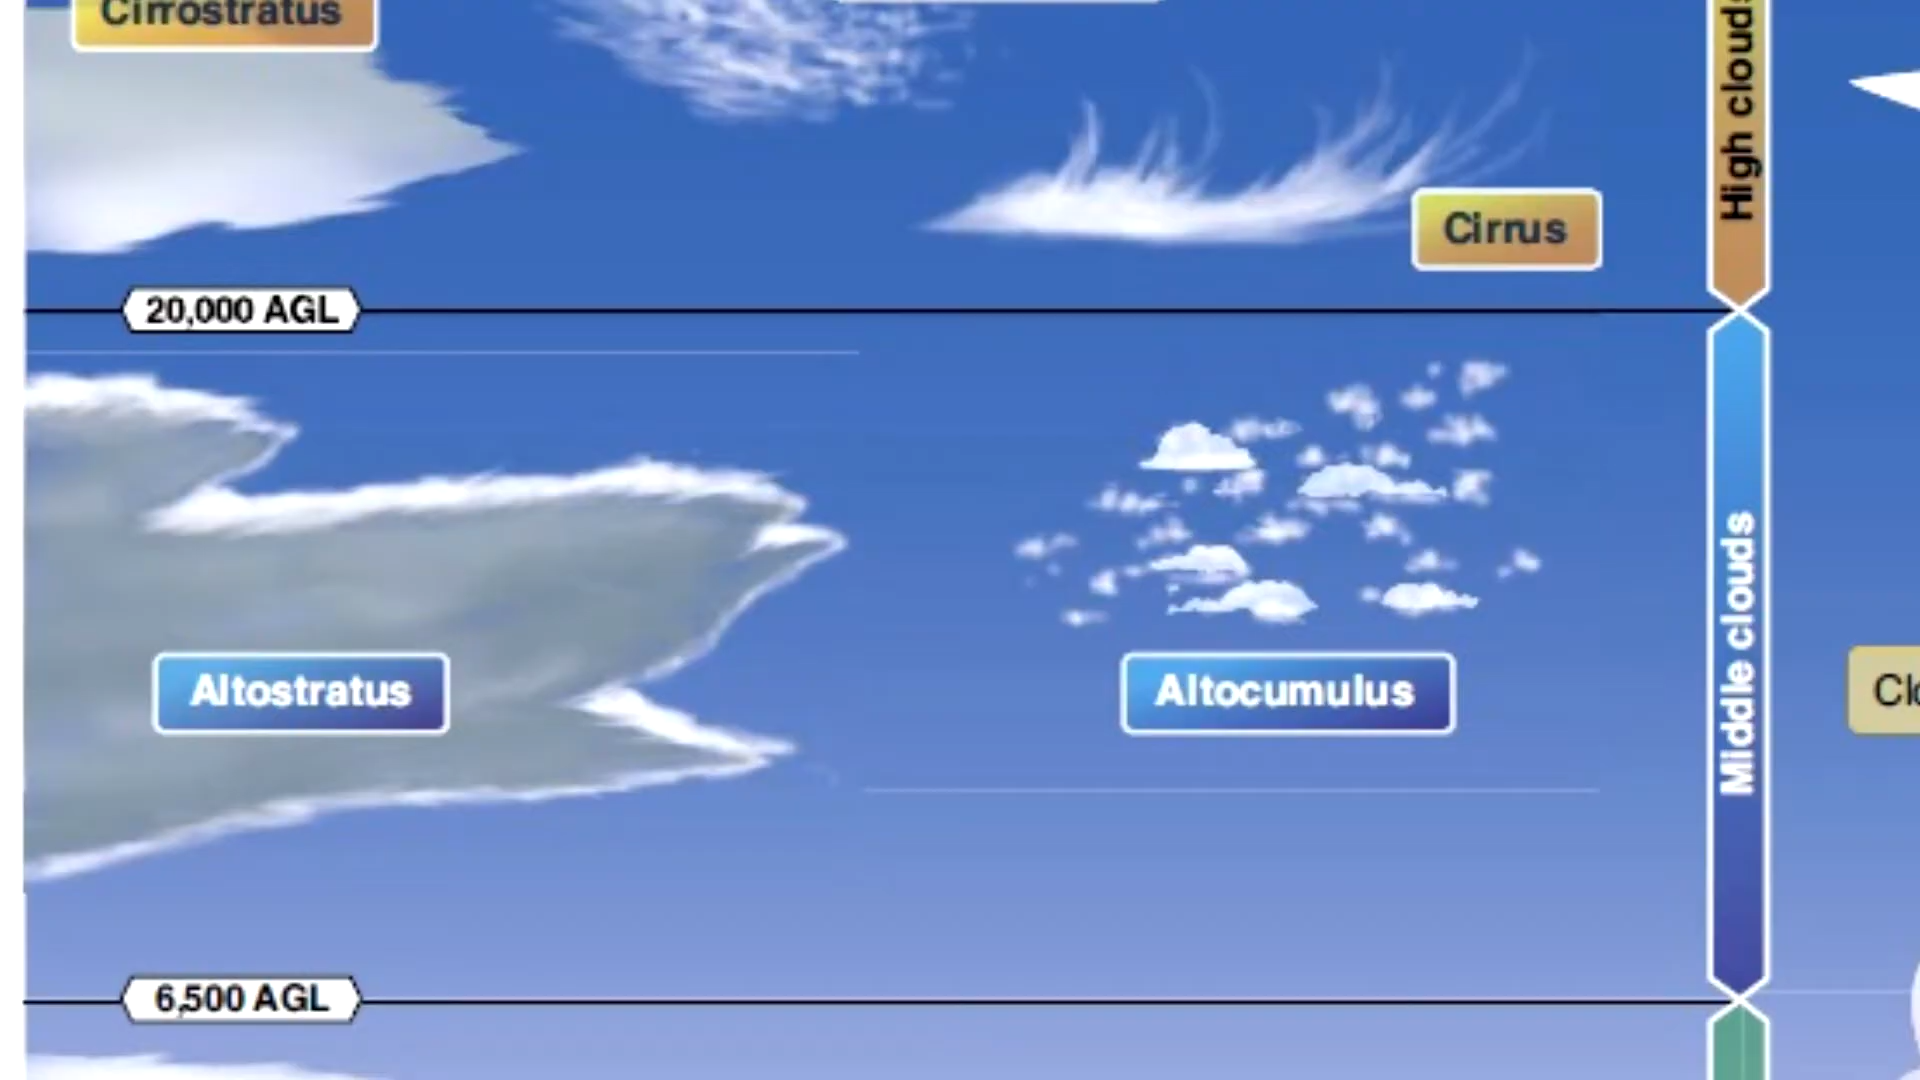 Cirrostratus
High clouds
Cirrus
20,000 AGL
Altostratus
Altocumulus
Middle clouds
6,500 AGL